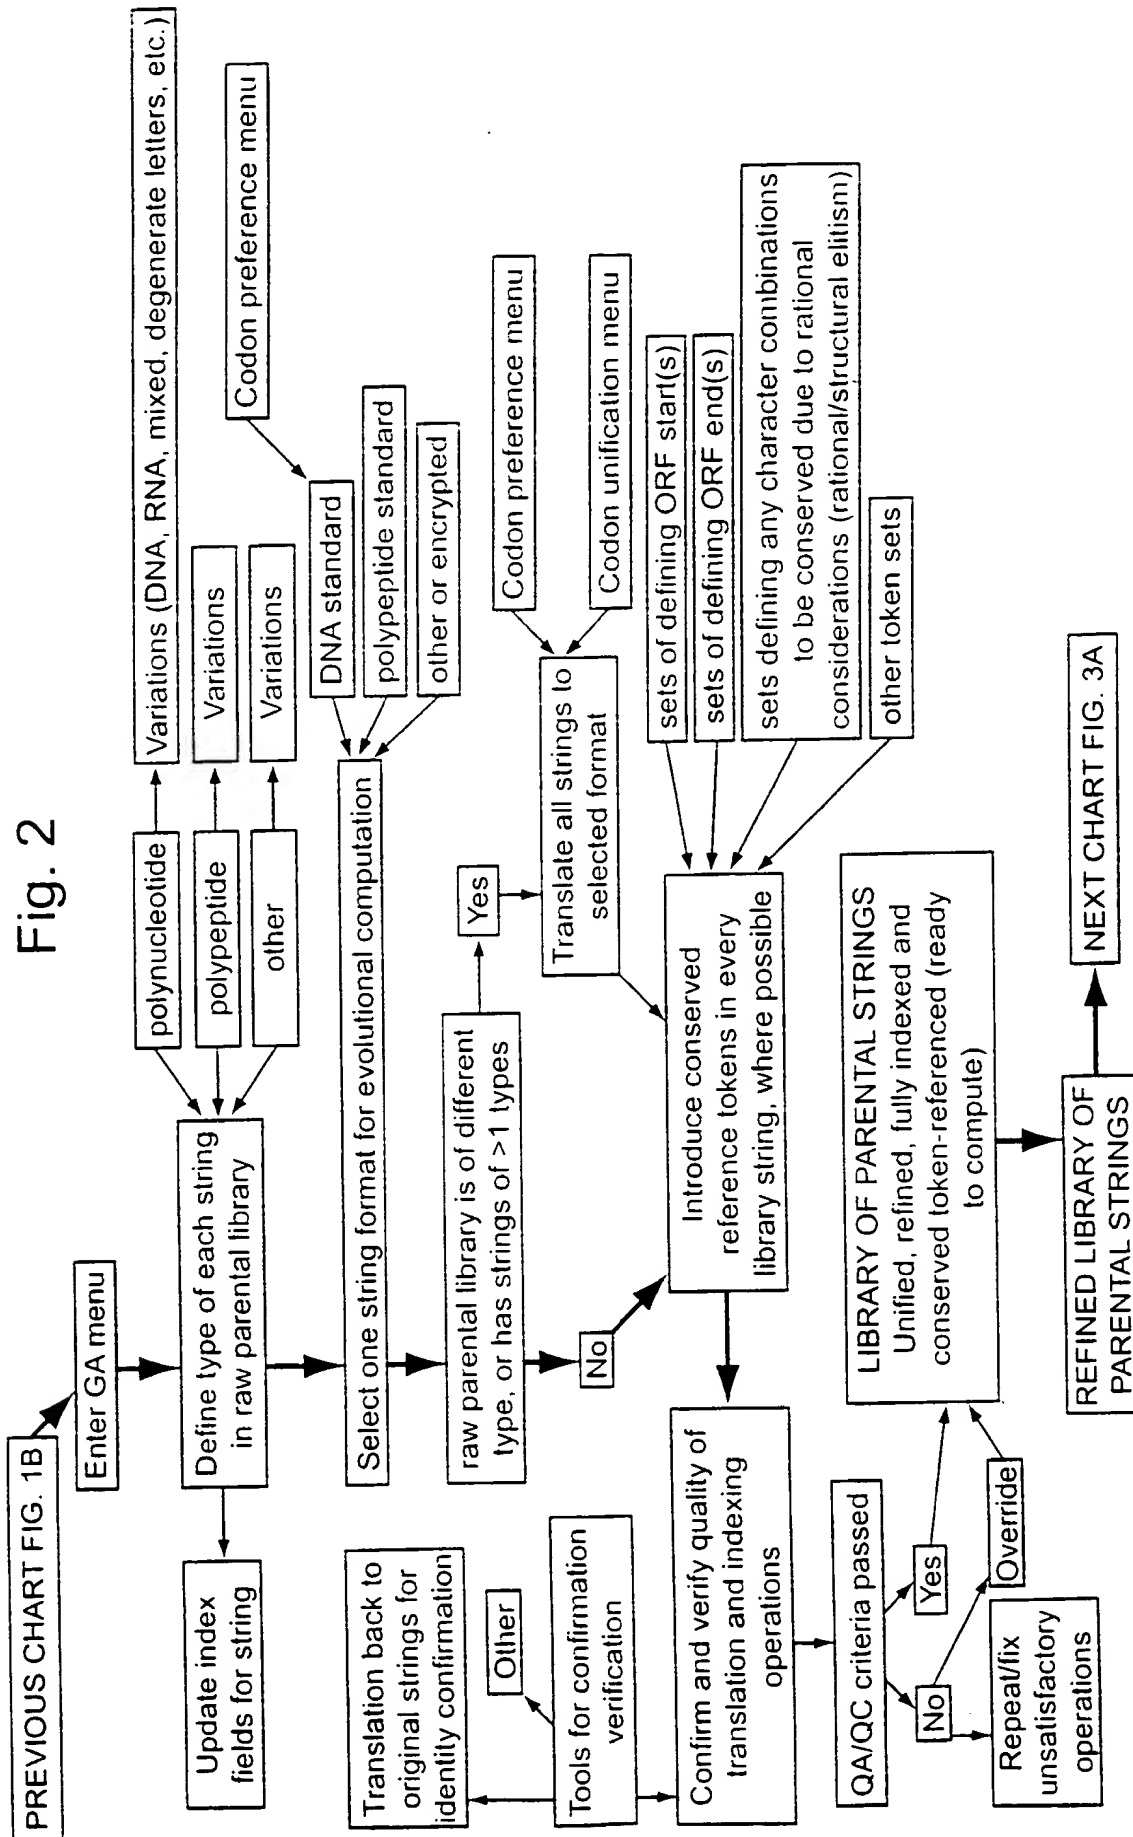 Fig. 2
PREVIOUS CHART FIG. 1B
Enter GA menu
Update index
fields for string
Define type of each string
in raw parental library
polynucleotide
polypeptide
other
Variations (DNA, RNA, mixed, degenerate letters, etc.)
Variations
Variations
Codon preference menu
Select one string format for evolutional computation
DNA standard
polypeptide standard
other or encrypted
raw parental library is of different
type, or has strings of >1 types
Yes
No
Translate all strings to
selected format
Codon preference menu
Codon unification menu
Introduce conserved
reference tokens in every
library string, where possible
sets of defining ORF start(s)
sets of defining ORF end(s)
sets defining any character combinations
to be conserved due to rational
considerations (rational/structural elitism)
other token sets
Translation back to
original strings for
identity confirmation
Other
Tools for confirmation
verification
Confirm and verify quality of
translation and indexing
operations
QA/QC criteria passed
Yes
No
Override
Repeat/fix
unsatisfactory
operations
LIBRARY OF PARENTAL STRINGS
Unified, refined, fully indexed and
conserved token-referenced (ready
to compute)
REFINED LIBRARY OF
PARENTAL STRINGS
NEXT CHART FIG. 3A